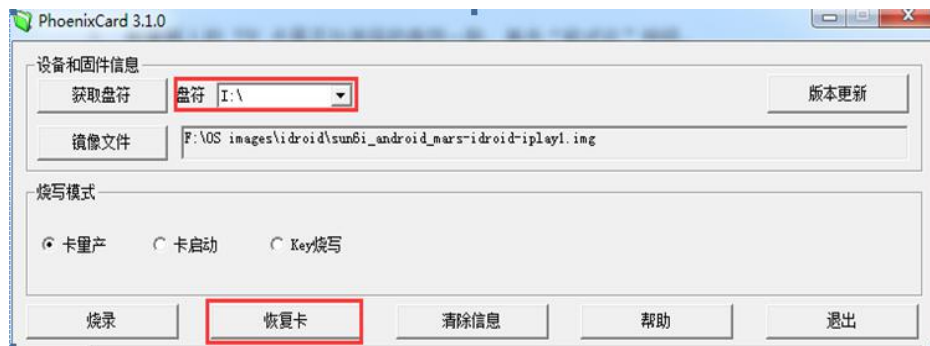 PhoenixCard 3.1.0
设备和固件信息
获取盘符 盘符 I:\ 版本更新
镜像文件 F:\OS images\idroid\sun6i_android_mars-idroid-iplay1.img
烧写模式
卡量产 卡启动 Key烧写
烧录 恢复卡 清除信息 帮助 退出